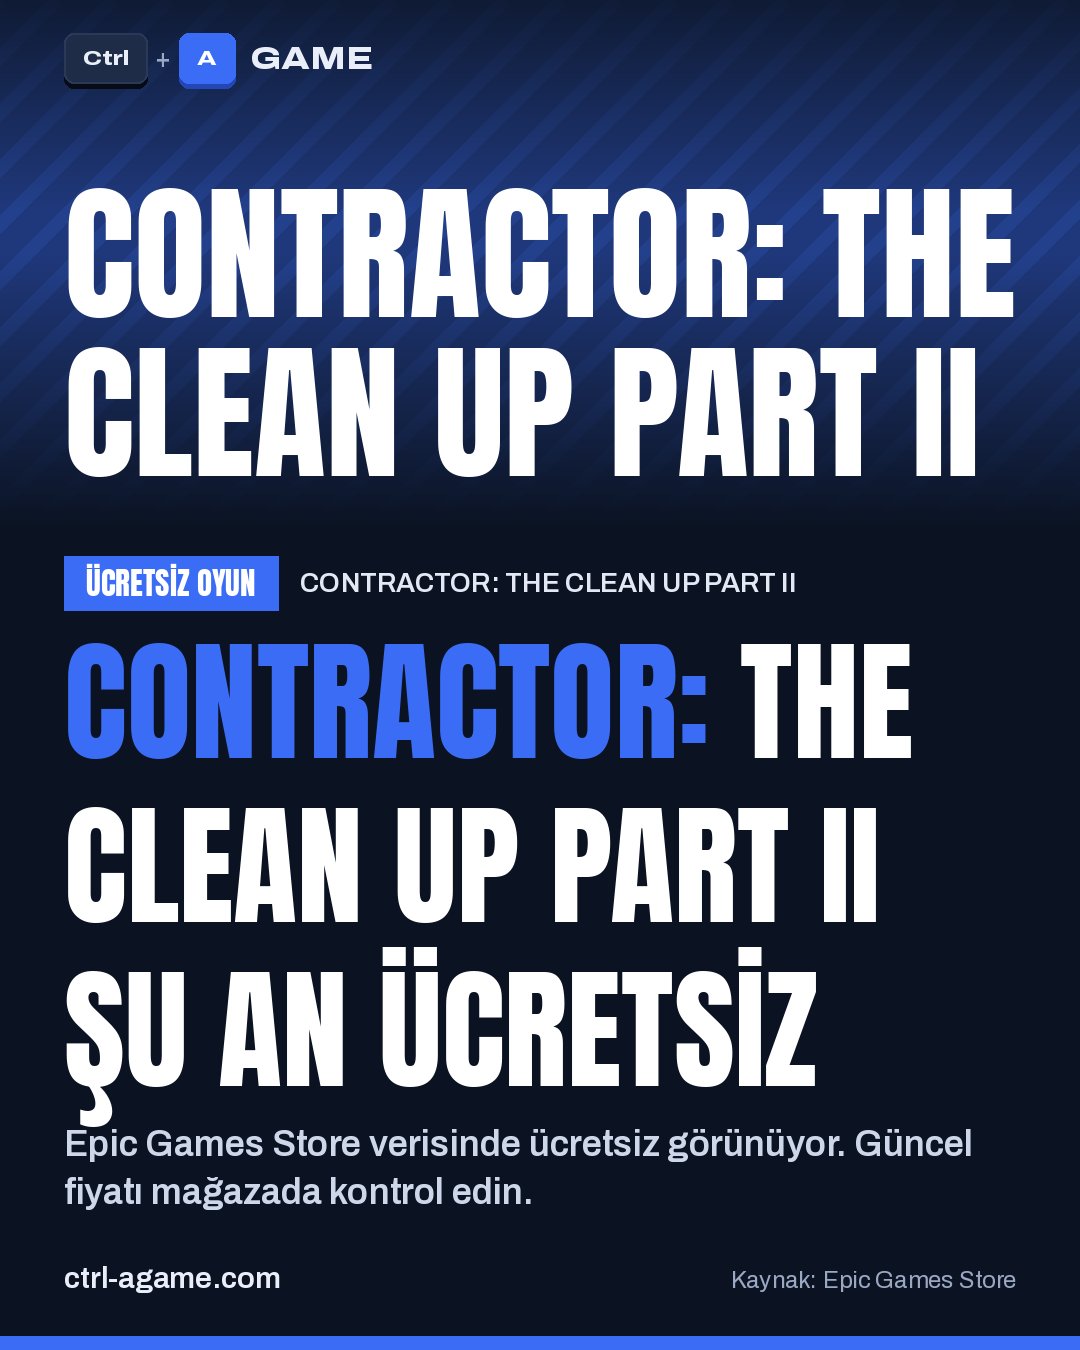 Ctrl + A GAME
CONTRACTOR: THE
CLEAN UP PART II
ÜCRETSİZ OYUN CONTRACTOR: THE CLEAN UP PART II
CONTRACTOR: THE
CLEAN UP PART II
ŞU AN ÜCRETSİZ
Epic Games Store verisinde ücretsiz görünüyor. Güncel
fiyatı mağazada kontrol edin.
ctrl-agame.com
Kaynak: Epic Games Store